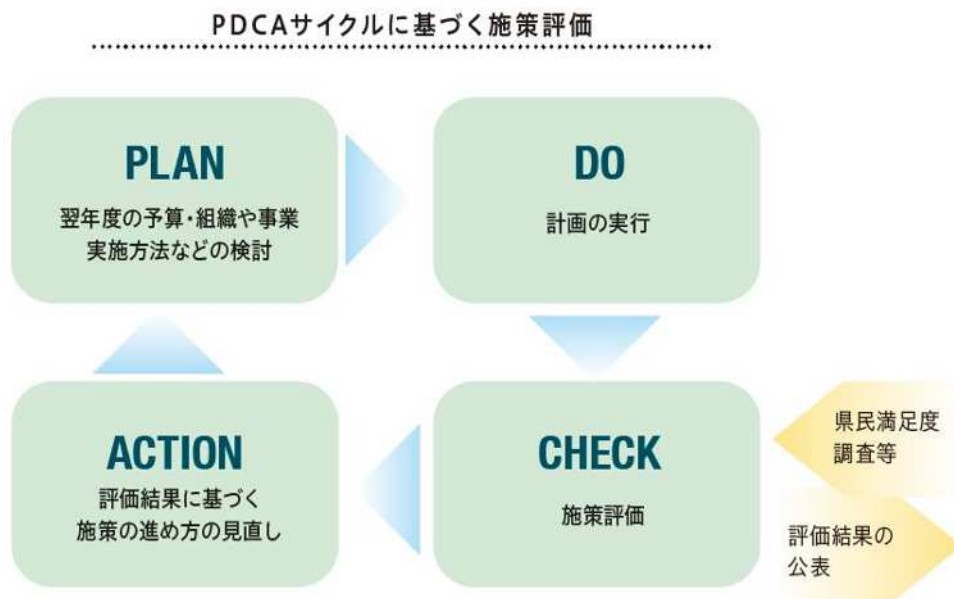 PDCAサイクルに基づく施策評価
PLAN
翌年度の予算・組織や事業
実施方法などの検討
DO
計画の実行
ACTION
評価結果に基づく
施策の進め方の見直し
CHECK
施策評価
県民満足度
調査等
評価結果の
公表